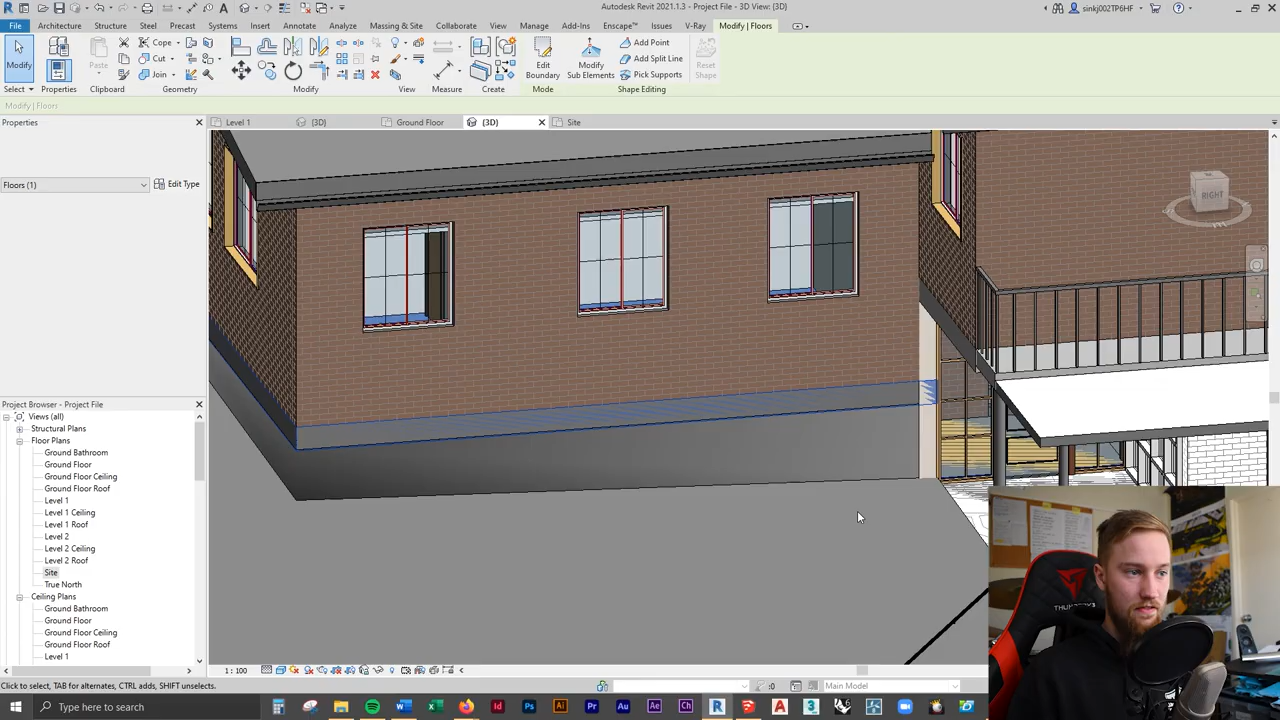 Autodesk Revit 2021.1.3 - Project File - 3D View: {3D}
sinkj002TP6HF
File Architecture Structure Steel Precast Systems Insert Annotate Analyze Massing & Site Collaborate View Manage Add-Ins Enscape™ Issues V-Ray Modify | Floors
Modify Paste Cope Cut Join Edit Boundary Modify Sub Elements Add Point Add Split Line Pick Supports Reset Shape
Select Properties Clipboard Geometry Modify View Measure Create Mode Shape Editing
Modify | Floors
Properties
Level 1 {3D} Ground Floor {3D} Site
Floors (1) Edit Type
RIGHT
Project Browser - Project File
Views (all)
Structural Plans
Floor Plans
Ground Bathroom
Ground Floor
Ground Floor Ceiling
Ground Floor Roof
Level 1
Level 1 Ceiling
Level 1 Roof
Level 2
Level 2 Ceiling
Level 2 Roof
Site
True North
Ceiling Plans
Ground Bathroom
Ground Floor
Ground Floor Ceiling
Ground Floor Roof
Level 1
1 : 100
Click to select, TAB for alternates, CTRL adds, SHIFT unselects.
:0 Main Model
Type here to search